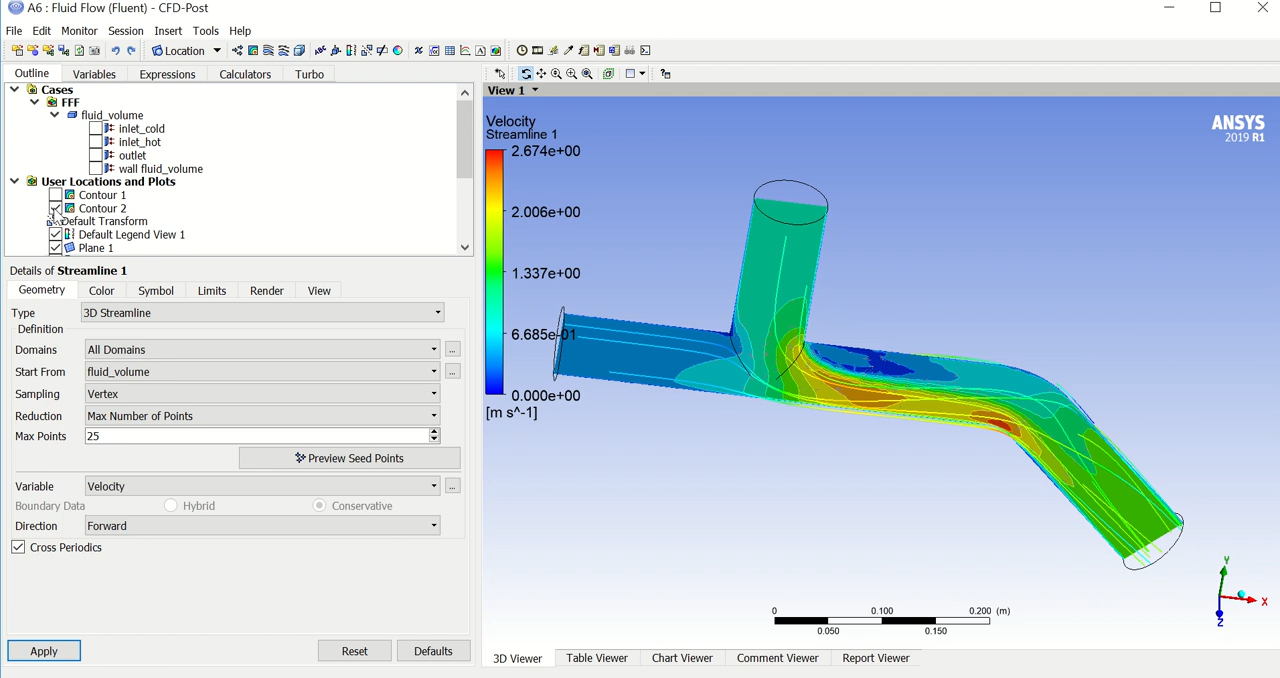 A6 : Fluid Flow (Fluent) - CFD-Post
File Edit Monitor Session Insert Tools Help
Location
Outline Variables Expressions Calculators Turbo
Cases
FFF
fluid_volume
inlet_cold
inlet_hot
outlet
wall fluid_volume
User Locations and Plots
Contour 1
Contour 2
Default Transform
Default Legend View 1
Plane 1
Details of Streamline 1
Geometry Color Symbol Limits Render View
Type 3D Streamline
Definition
Domains All Domains ...
Start From fluid_volume ...
Sampling Vertex
Reduction Max Number of Points
Max Points 25
Preview Seed Points
Variable Velocity ...
Boundary Data Hybrid Conservative
Direction Forward
Cross Periodics
Apply Reset Defaults
View 1
Velocity
Streamline 1
2.674e+00
2.006e+00
1.337e+00
6.685e-01
0.000e+00
[m s^-1]
ANSYS
2019 R1
0 0.100 0.200 (m)
0.050 0.150
Y
X
Z
3D Viewer Table Viewer Chart Viewer Comment Viewer Report Viewer